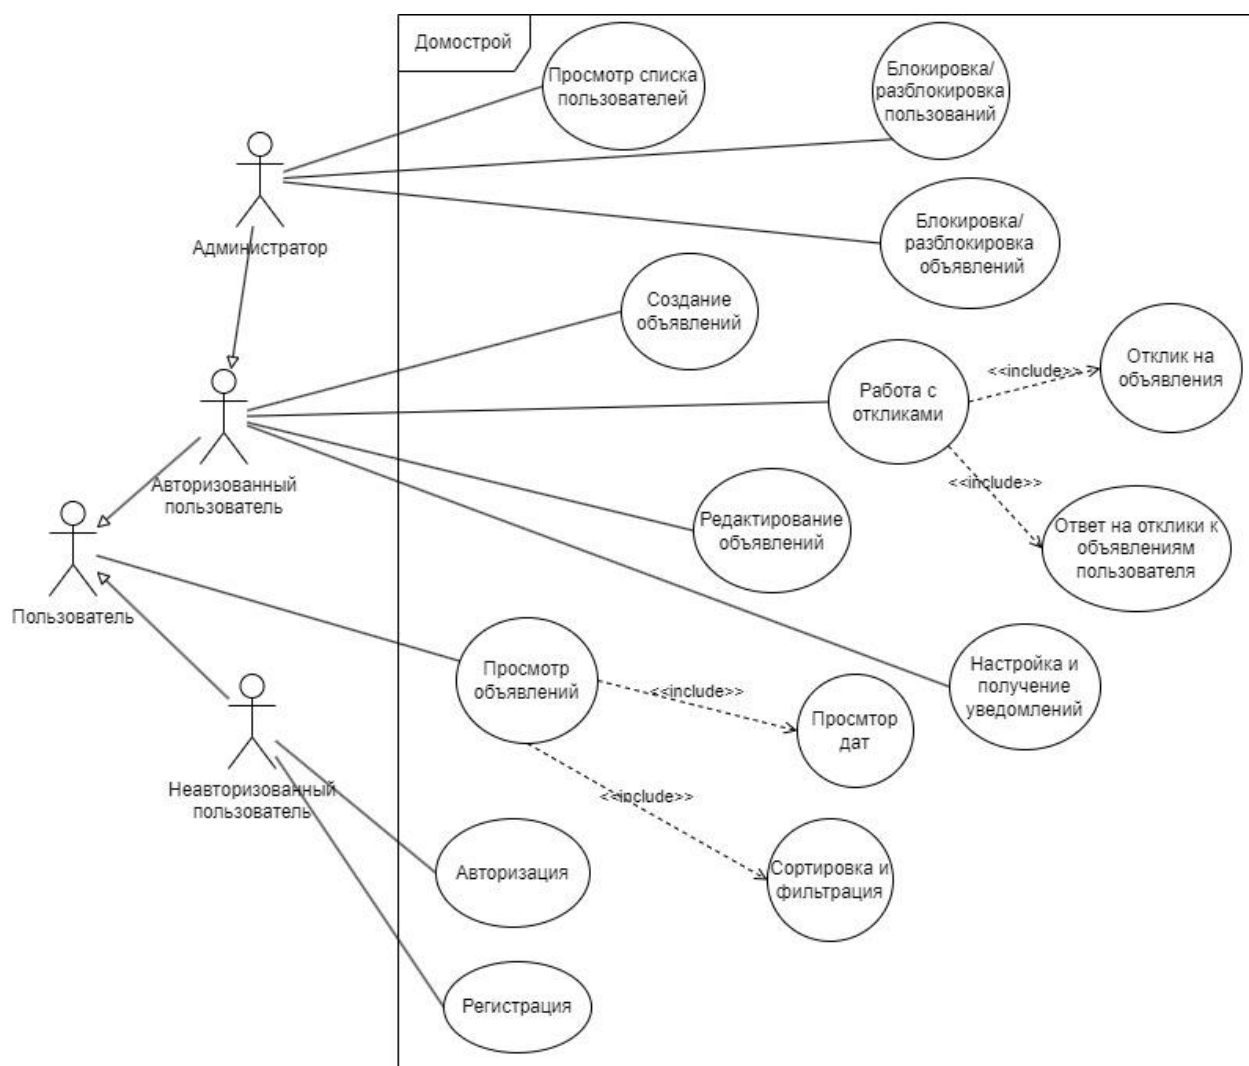 Домострой
Просмотр списка
пользователей
Блокировка/
разблокировка
пользований
Администратор
Блокировка/
разблокировка
объявлений
Создание
объявлений
Отклик на
объявления
<<include>>
Работа с
откликами
<<include>>
Авторизованный
пользователь
Редактирование
объявлений
Ответ на отклики к
объявлениям
пользователя
Пользователь
Просмотр
объявлений
Настройка и
получение
уведомлений
<<include>>
Просмтор
дат
Неавторизованный
пользователь
<<include>>
Авторизация
Сортировка и
фильтрация
Регистрация